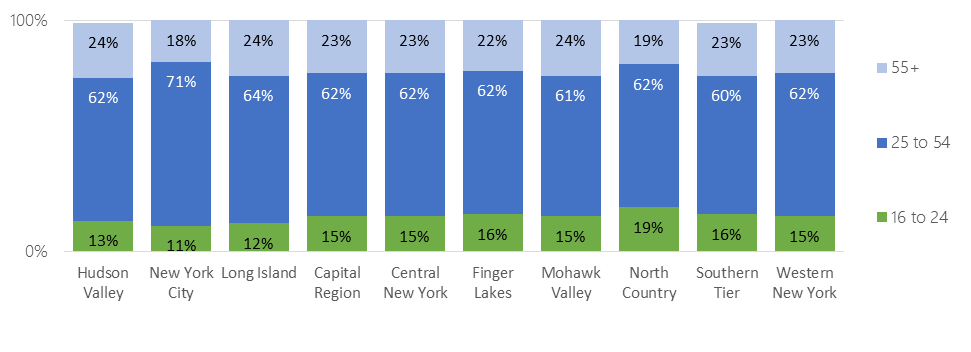 100%
24% 18% 24% 23% 23% 22% 24% 19% 23% 23%
55+
62% 71% 64% 62% 62% 62% 61% 62% 60% 62%
25 to 54
16 to 24
13% 11% 12% 15% 15% 16% 15% 19% 16% 15%
0%
Hudson New York Long Island Capital Central Finger Mohawk North Southern Western
Valley City Region New York Lakes Valley Country Tier New York